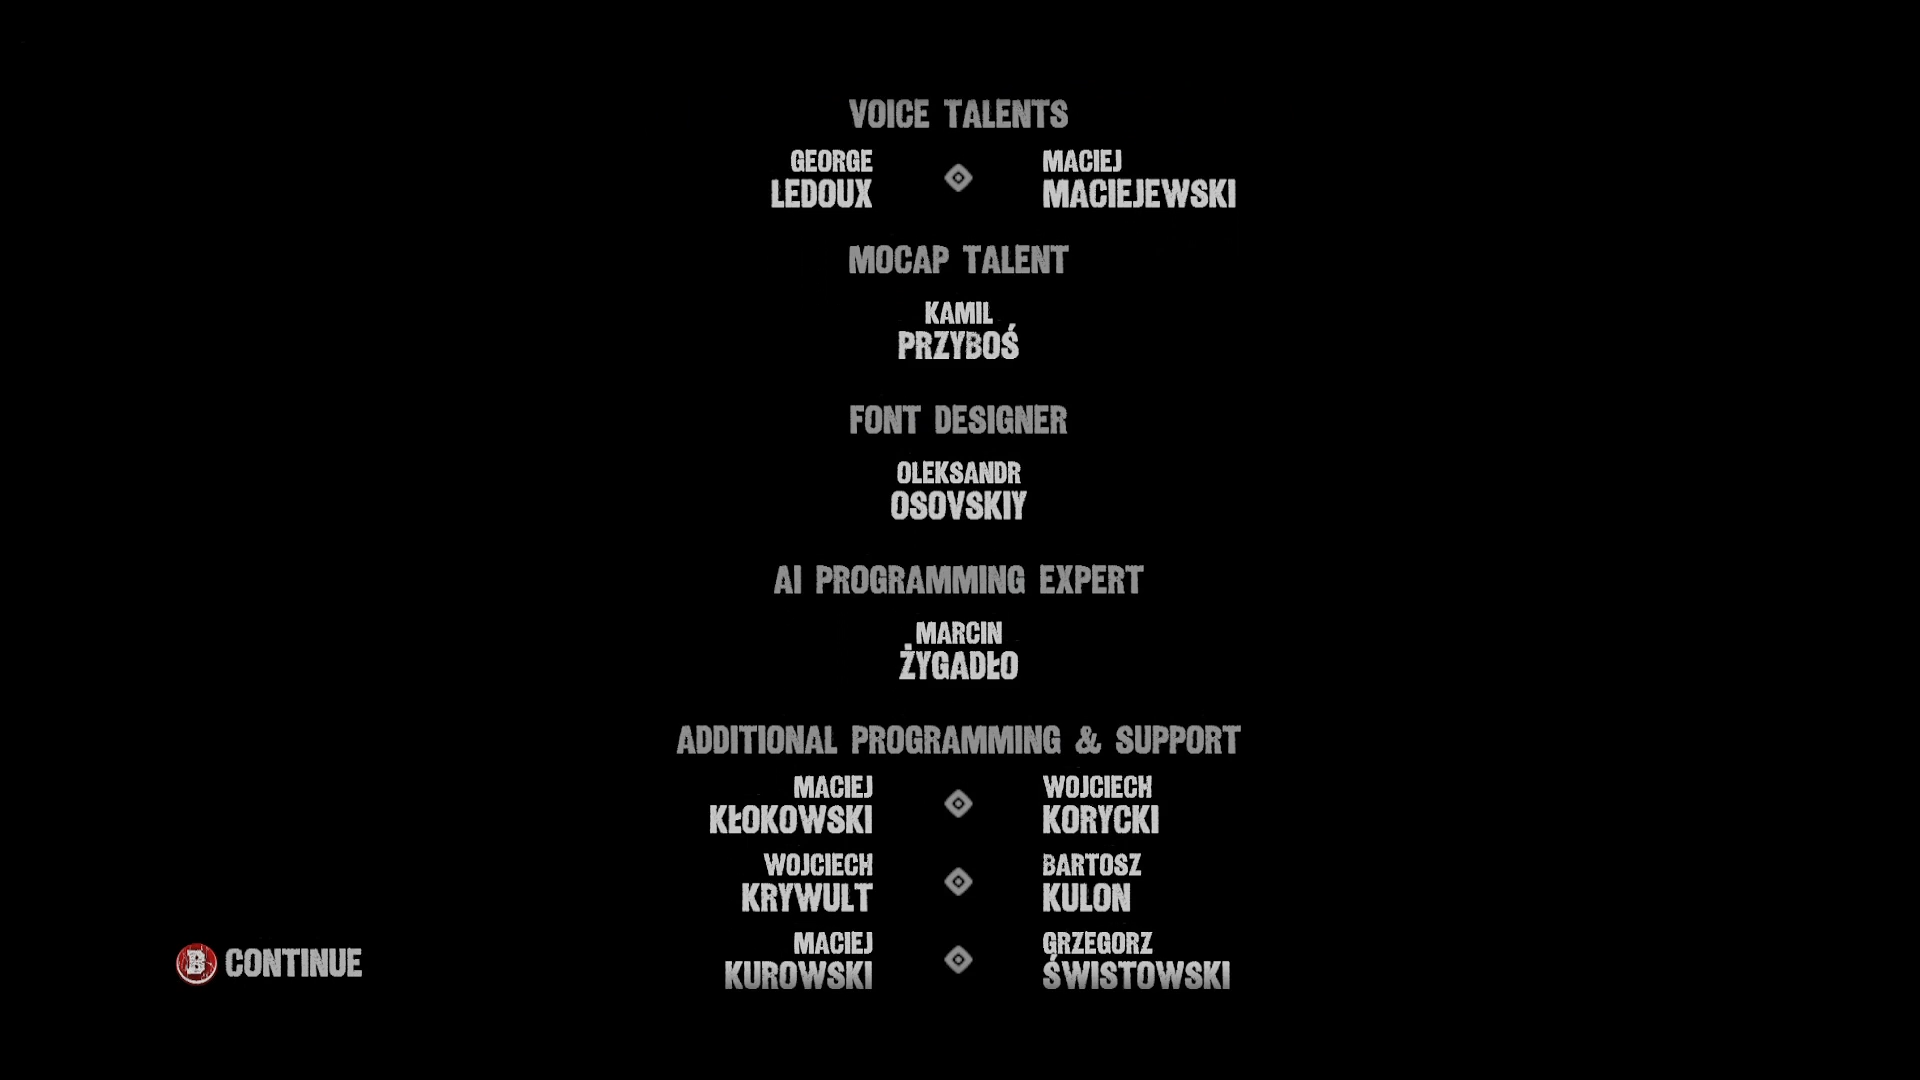 VOICE TALENTS
GEORGE LEDOUX
MACIEJ MACIEJEWSKI
MOCAP TALENT
KAMIL
PRZYBOŚ
FONT DESIGNER
OLEKSANDR
OSOVSKIY
AI PROGRAMMING EXPERT
MARCIN
ŻYGADŁO
ADDITIONAL PROGRAMMING & SUPPORT
MACIEJ KŁOKOWSKI
WOJCIECH KORYCKI
WOJCIECH KRYWULT
BARTOSZ KULON
MACIEJ KUROWSKI
GRZEGORZ ŚWISTOWSKI
B CONTINUE